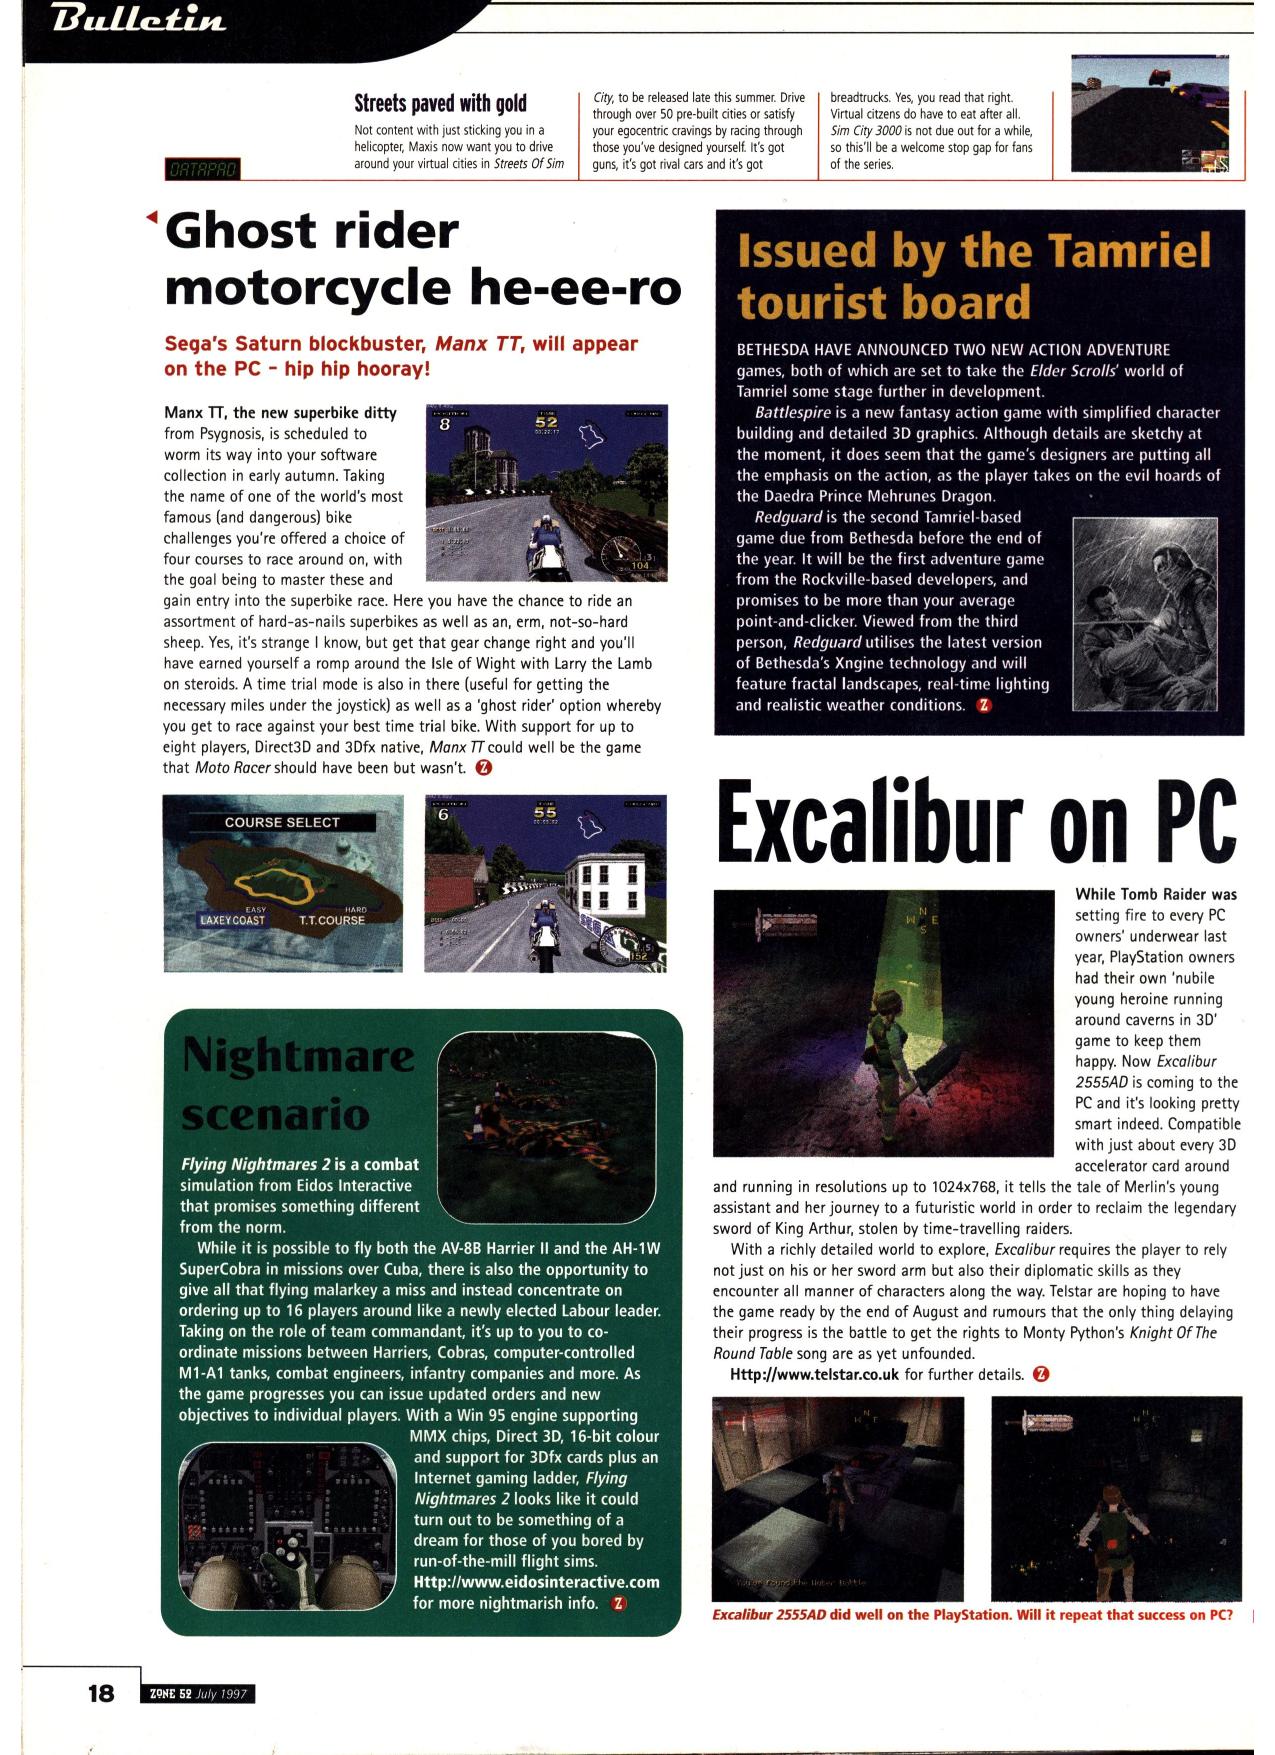 Bulletin
DATAPAD
Streets paved with gold
Not content with just sticking you in a
helicopter, Maxis now want you to drive
around your virtual cities in Streets Of Sim
City, to be released late this summer. Drive
through over 50 pre-built cities or satisfy
your egocentric cravings by racing through
those you've designed yourself. It's got
guns, it's got rival cars and it's got
breadtrucks. Yes, you read that right.
Virtual citzens do have to eat after all.
Sim City 3000 is not due out for a while,
so this'll be a welcome stop gap for fans
of the series.
Ghost rider
motorcycle he-ee-ro
Sega's Saturn blockbuster, Manx TT, will appear
on the PC - hip hip hooray!
Manx TT, the new superbike ditty
from Psygnosis, is scheduled to
worm its way into your software
collection in early autumn. Taking
the name of one of the world's most
famous (and dangerous) bike
challenges you're offered a choice of
four courses to race around on, with
the goal being to master these and
gain entry into the superbike race. Here you have the chance to ride an
assortment of hard-as-nails superbikes as well as an, erm, not-so-hard
sheep. Yes, it's strange I know, but get that gear change right and you'll
have earned yourself a romp around the Isle of Wight with Larry the Lamb
on steroids. A time trial mode is also in there (useful for getting the
necessary miles under the joystick) as well as a 'ghost rider' option whereby
you get to race against your best time trial bike. With support for up to
eight players, Direct3D and 3Dfx native, Manx TT could well be the game
that Moto Racer should have been but wasn't. Z
8
52
104
COURSE SELECT
EASY
LAXEY COAST
HARD
T.T. COURSE
6
55
SEGA
152
Nightmare
scenario
Flying Nightmares 2 is a combat
simulation from Eidos Interactive
that promises something different
from the norm.
While it is possible to fly both the AV-8B Harrier II and the AH-1W
SuperCobra in missions over Cuba, there is also the opportunity to
give all that flying malarkey a miss and instead concentrate on
ordering up to 16 players around like a newly elected Labour leader.
Taking on the role of team commandant, it's up to you to co-
ordinate missions between Harriers, Cobras, computer-controlled
M1-A1 tanks, combat engineers, infantry companies and more. As
the game progresses you can issue updated orders and new
objectives to individual players. With a Win 95 engine supporting
MMX chips, Direct 3D, 16-bit colour
and support for 3Dfx cards plus an
Internet gaming ladder, Flying
Nightmares 2 looks like it could
turn out to be something of a
dream for those of you bored by
run-of-the-mill flight sims.
Http://www.eidosinteractive.com
for more nightmarish info. Z
Issued by the Tamriel
tourist board
BETHESDA HAVE ANNOUNCED TWO NEW ACTION ADVENTURE
games, both of which are set to take the Elder Scrolls' world of
Tamriel some stage further in development.
Battlespire is a new fantasy action game with simplified character
building and detailed 3D graphics. Although details are sketchy at
the moment, it does seem that the game's designers are putting all
the emphasis on the action, as the player takes on the evil hoards of
the Daedra Prince Mehrunes Dragon.
Redguard is the second Tamriel-based
game due from Bethesda before the end of
the year. It will be the first adventure game
from the Rockville-based developers, and
promises to be more than your average
point-and-clicker. Viewed from the third
person, Redguard utilises the latest version
of Bethesda's Xngine technology and will
feature fractal landscapes, real-time lighting
and realistic weather conditions. Z
Excalibur on PC
N
W E
S
While Tomb Raider was
setting fire to every PC
owners' underwear last
year, PlayStation owners
had their own 'nubile
young heroine running
around caverns in 3D'
game to keep them
happy. Now Excalibur
2555AD is coming to the
PC and it's looking pretty
smart indeed. Compatible
with just about every 3D
accelerator card around
and running in resolutions up to 1024x768, it tells the tale of Merlin's young
assistant and her journey to a futuristic world in order to reclaim the legendary
sword of King Arthur, stolen by time-travelling raiders.
With a richly detailed world to explore, Excalibur requires the player to rely
not just on his or her sword arm but also their diplomatic skills as they
encounter all manner of characters along the way. Telstar are hoping to have
the game ready by the end of August and rumours that the only thing delaying
their progress is the battle to get the rights to Monty Python's Knight Of The
Round Table song are as yet unfounded.
Http://www.telstar.co.uk for further details. Z
You've found the Water Bottle
Excalibur 2555AD did well on the PlayStation. Will it repeat that success on PC?
18
ZONE 52 July 1997